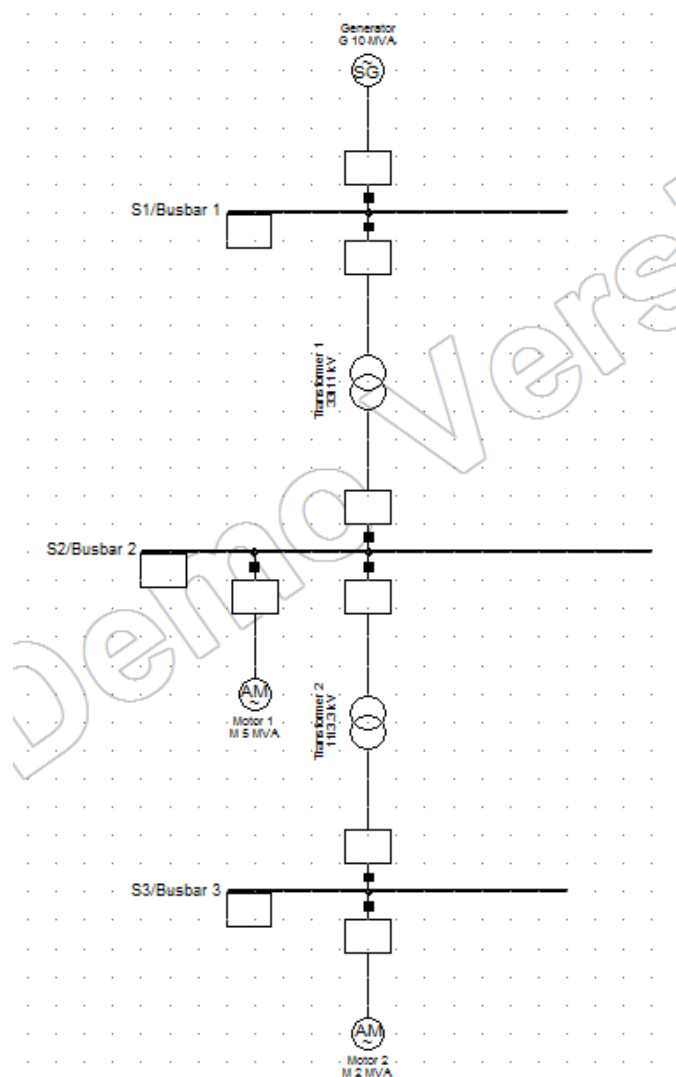 Generator
G 10 MVA
SG
S1/Busbar 1
Transformer 1
33/11 kV
S2/Busbar 2
AM
Motor 1
M 5 MVA
Transformer 2
11/3.3 kV
S3/Busbar 3
AM
Motor 2
M 2 MVA
Demo Versi